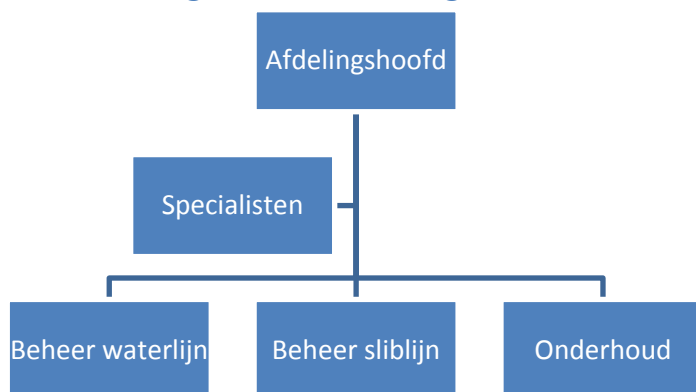 Afdelingshoofd
Specialisten
Beheer waterlijn
Beheer sliblijn
Onderhoud